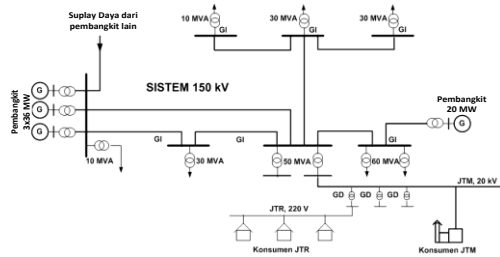 Suplay Daya dari
pembangkit lain
10 MVA
30 MVA
30 MVA
GI
GI
GI
SISTEM 150 kV
Pembangkit
3x36 MW
G
G
G
Pembangkit
20 MW
G
GI
GI
GI
10 MVA
30 MVA
50 MVA
60 MVA
JTM, 20 kV
GD
GD
GD
JTR, 220 V
Konsumen JTR
Konsumen JTM